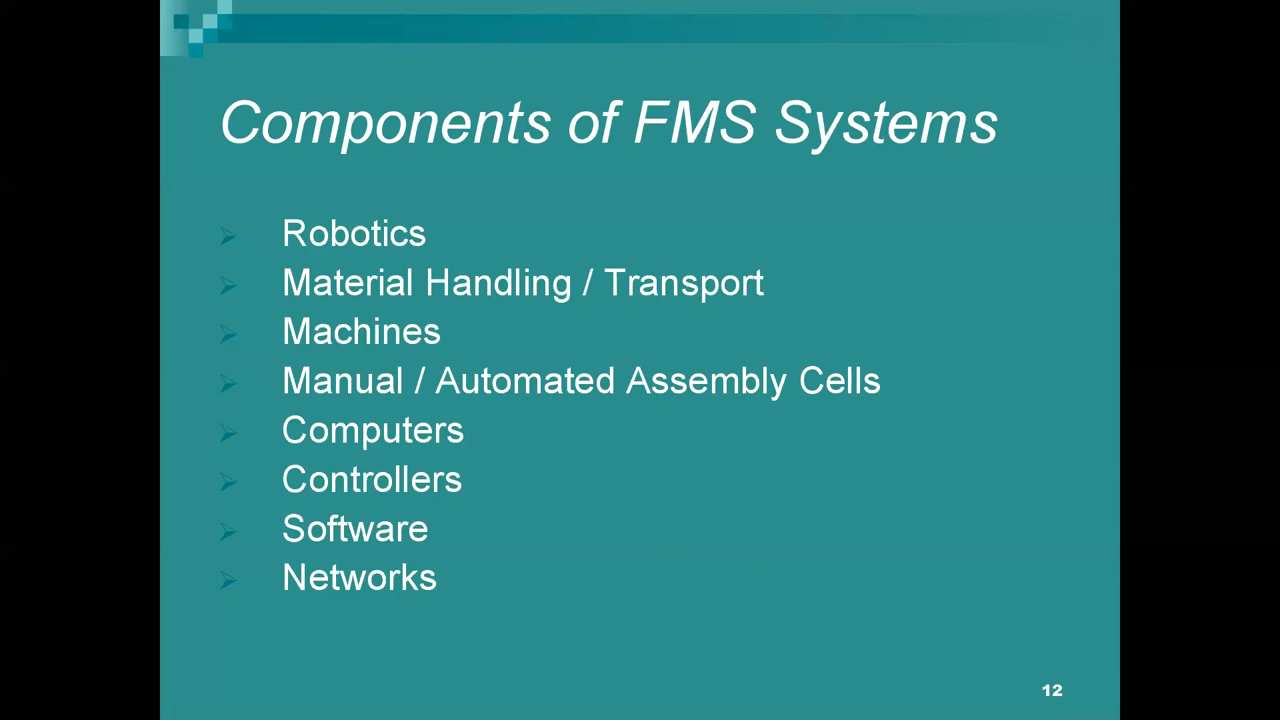 Components of FMS Systems
Robotics
Material Handling / Transport
Machines
Manual / Automated Assembly Cells
Computers
Controllers
Software
Networks
12